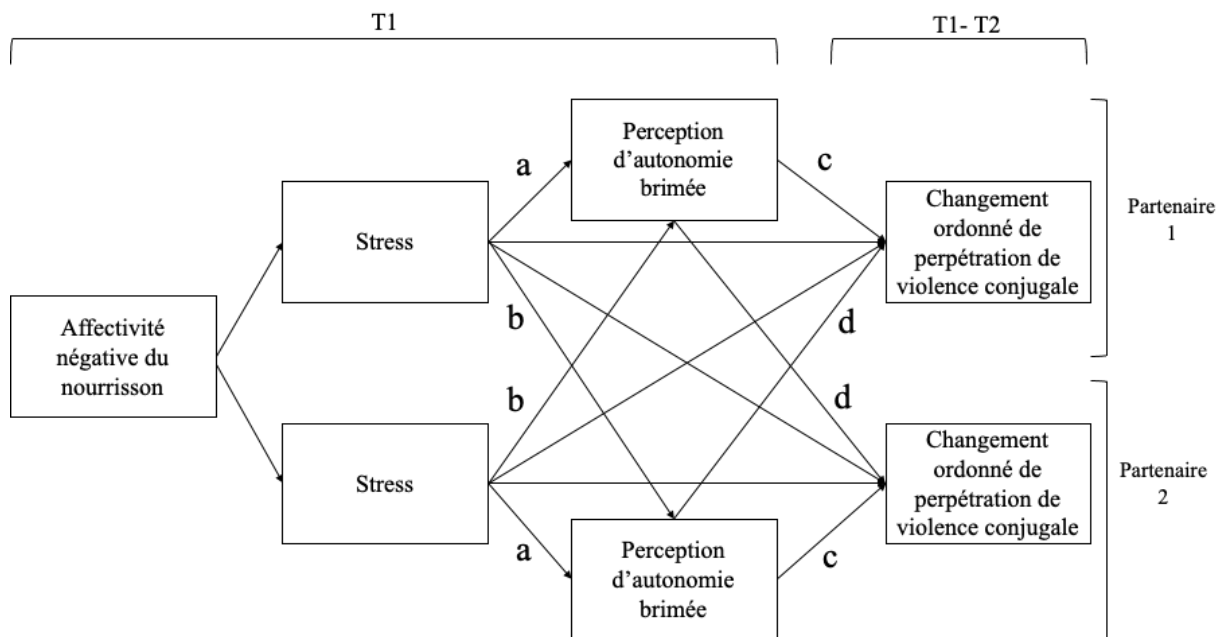 T1
T1- T2
Perception
d'autonomie
brimée
a
c
Stress
Changement
ordonné de
perpétration de
violence conjugale
Partenaire
1
Affectivité
négative du
nourrisson
b
d
b
d
Stress
Changement
ordonné de
perpétration de
violence conjugale
Partenaire
2
a
Perception
d'autonomie
brimée
c